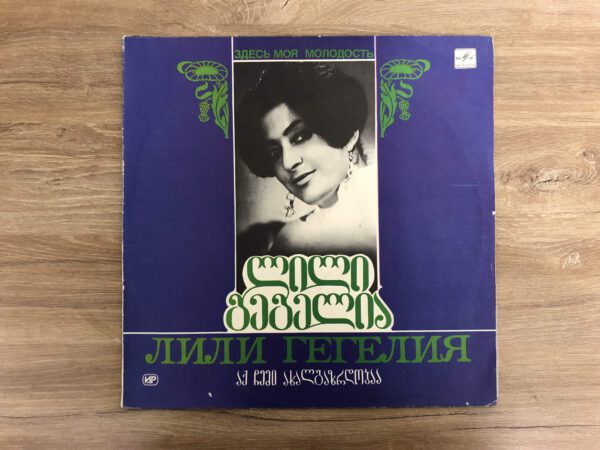 ЗДЕСЬ МОЯ МОЛОДОСТЬ
ლილი
გეგელია
ЛИЛИ ГЕГЕЛИЯ
აქ ჩემი ახალგაზრდობაა